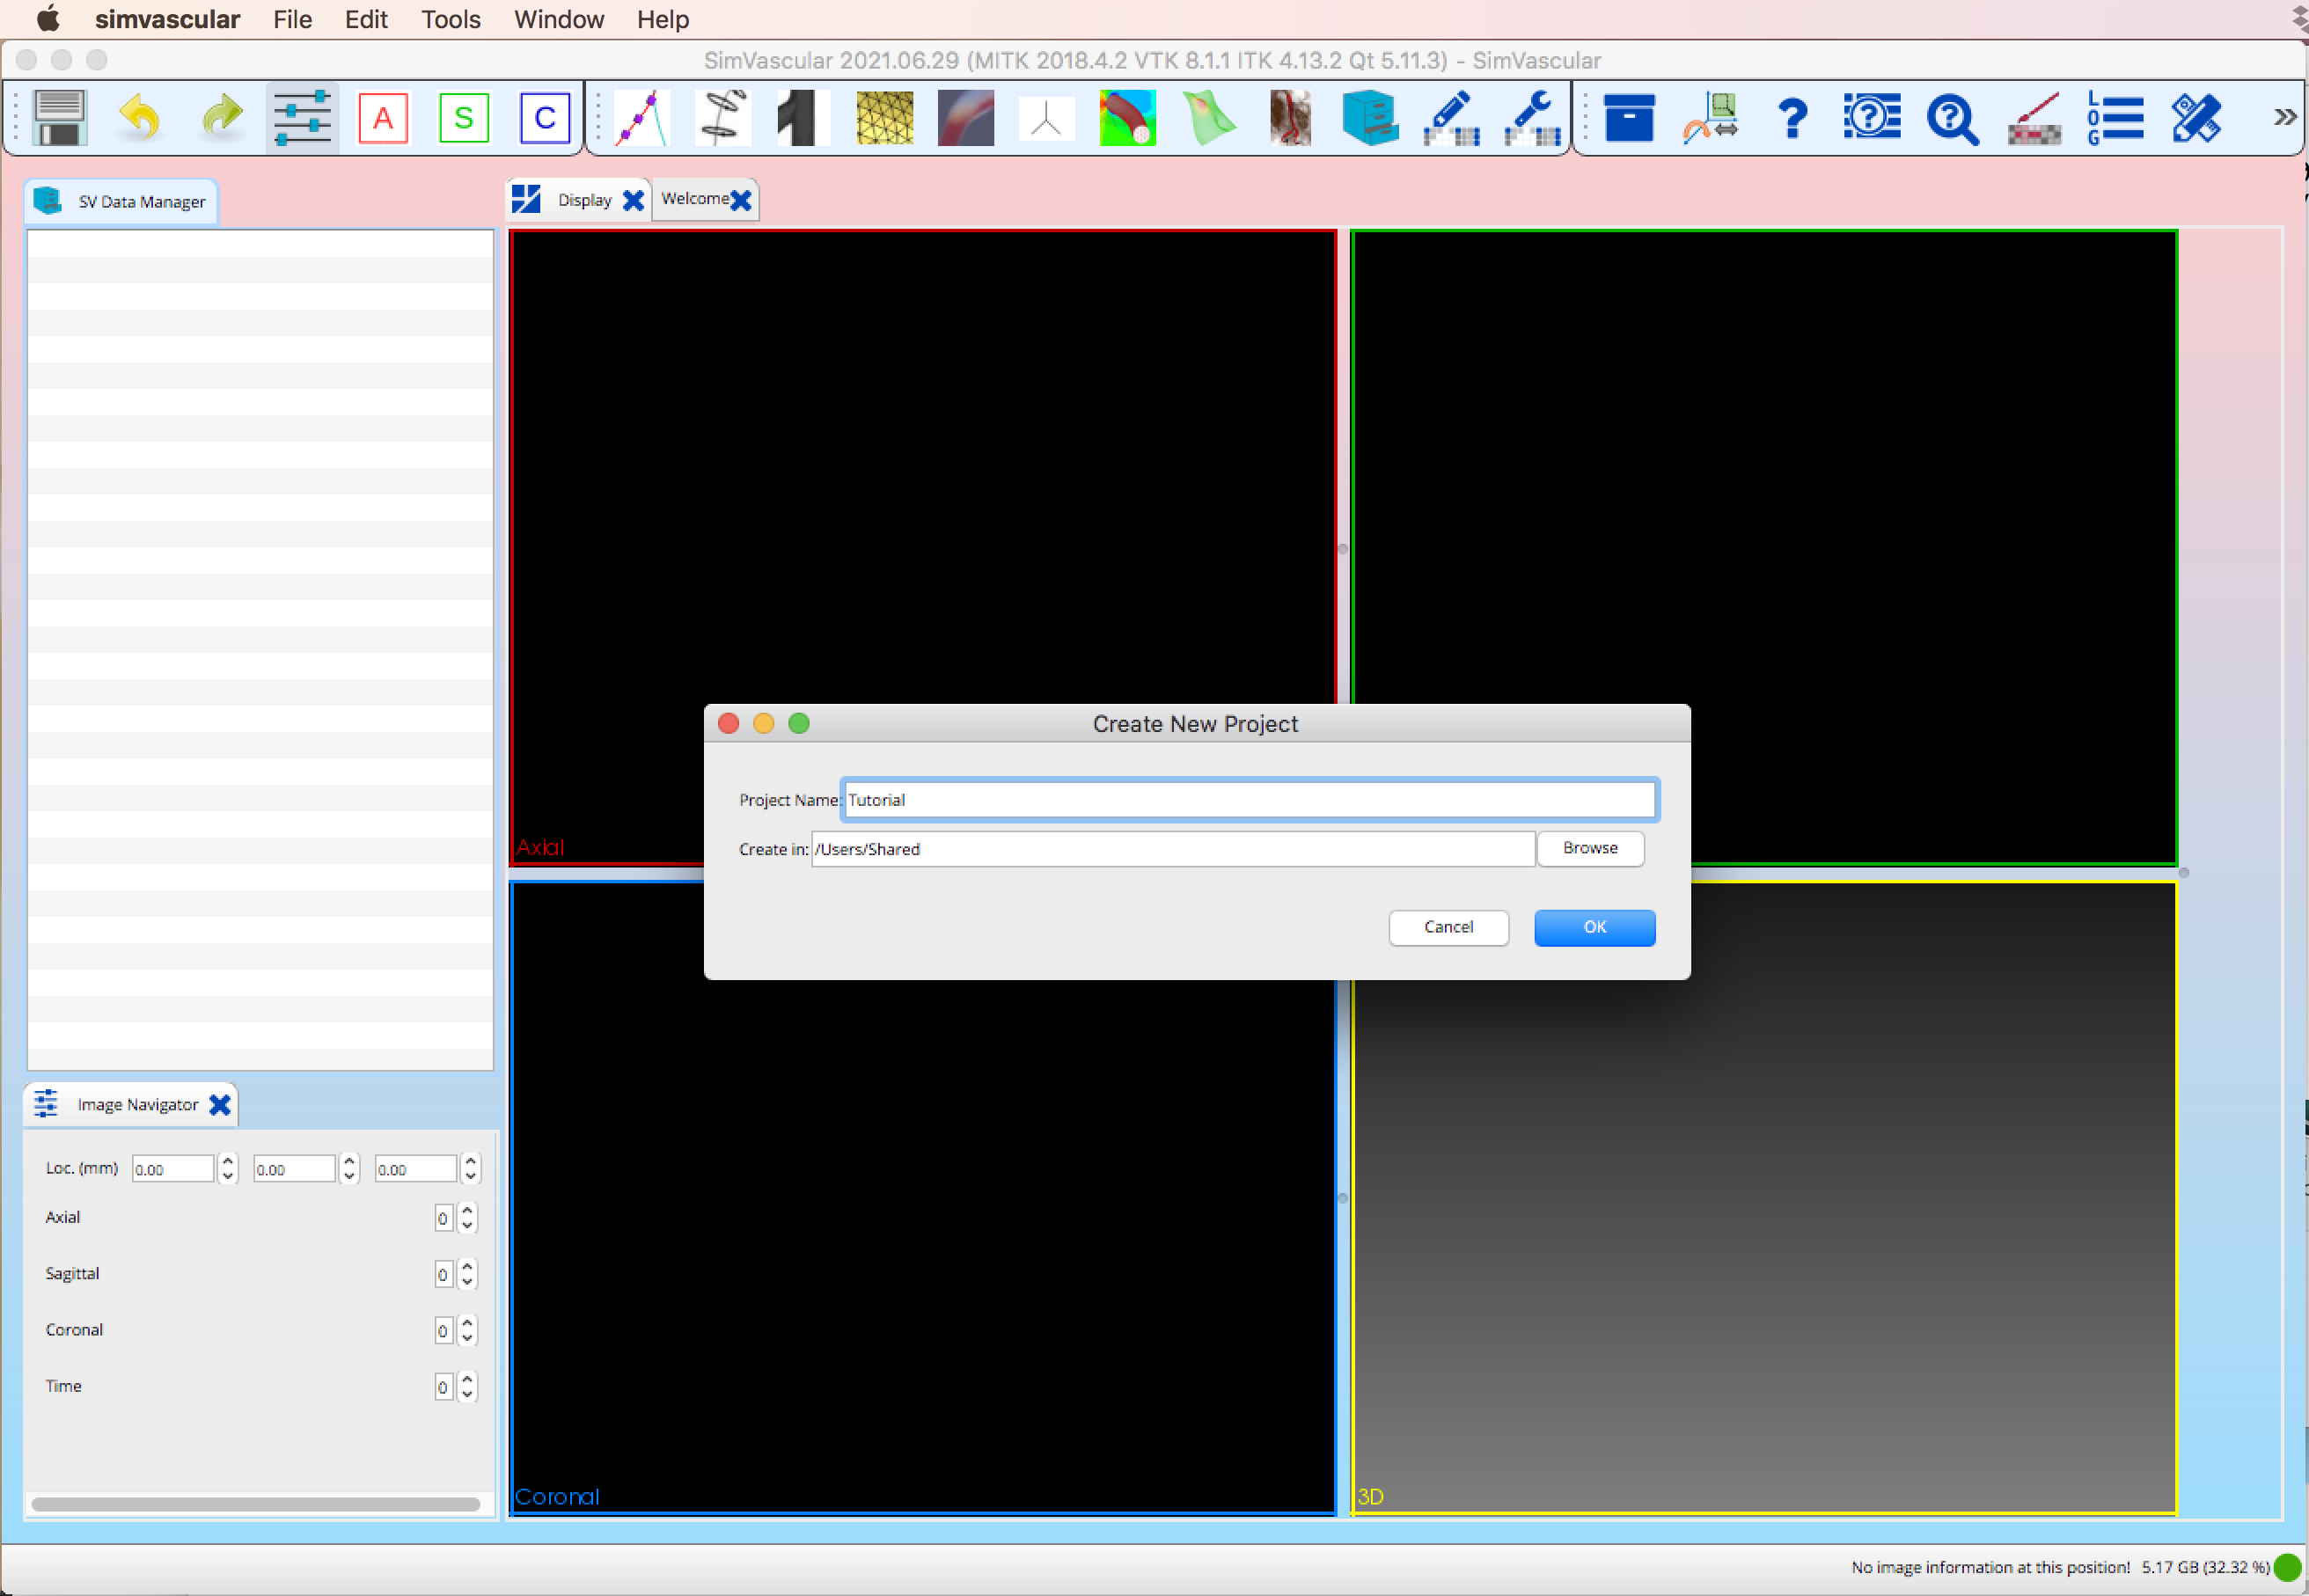 simvascular File Edit Tools Window Help
SimVascular 2021.06.29 (MITK 2018.4.2 VTK 8.1.1 ITK 4.13.2 Qt 5.11.3) - SimVascular
A S C
LOG
»
SV Data Manager
Display
Welcome
Axial
Create New Project
Project Name: Tutorial
Create in: /Users/Shared
Browse
Cancel
OK
Image Navigator
Loc. (mm) 0.00 0.00 0.00
Axial 0
Sagittal 0
Coronal 0
Time 0
Coronal
3D
No image information at this position! 5.17 GB (32.32 %)